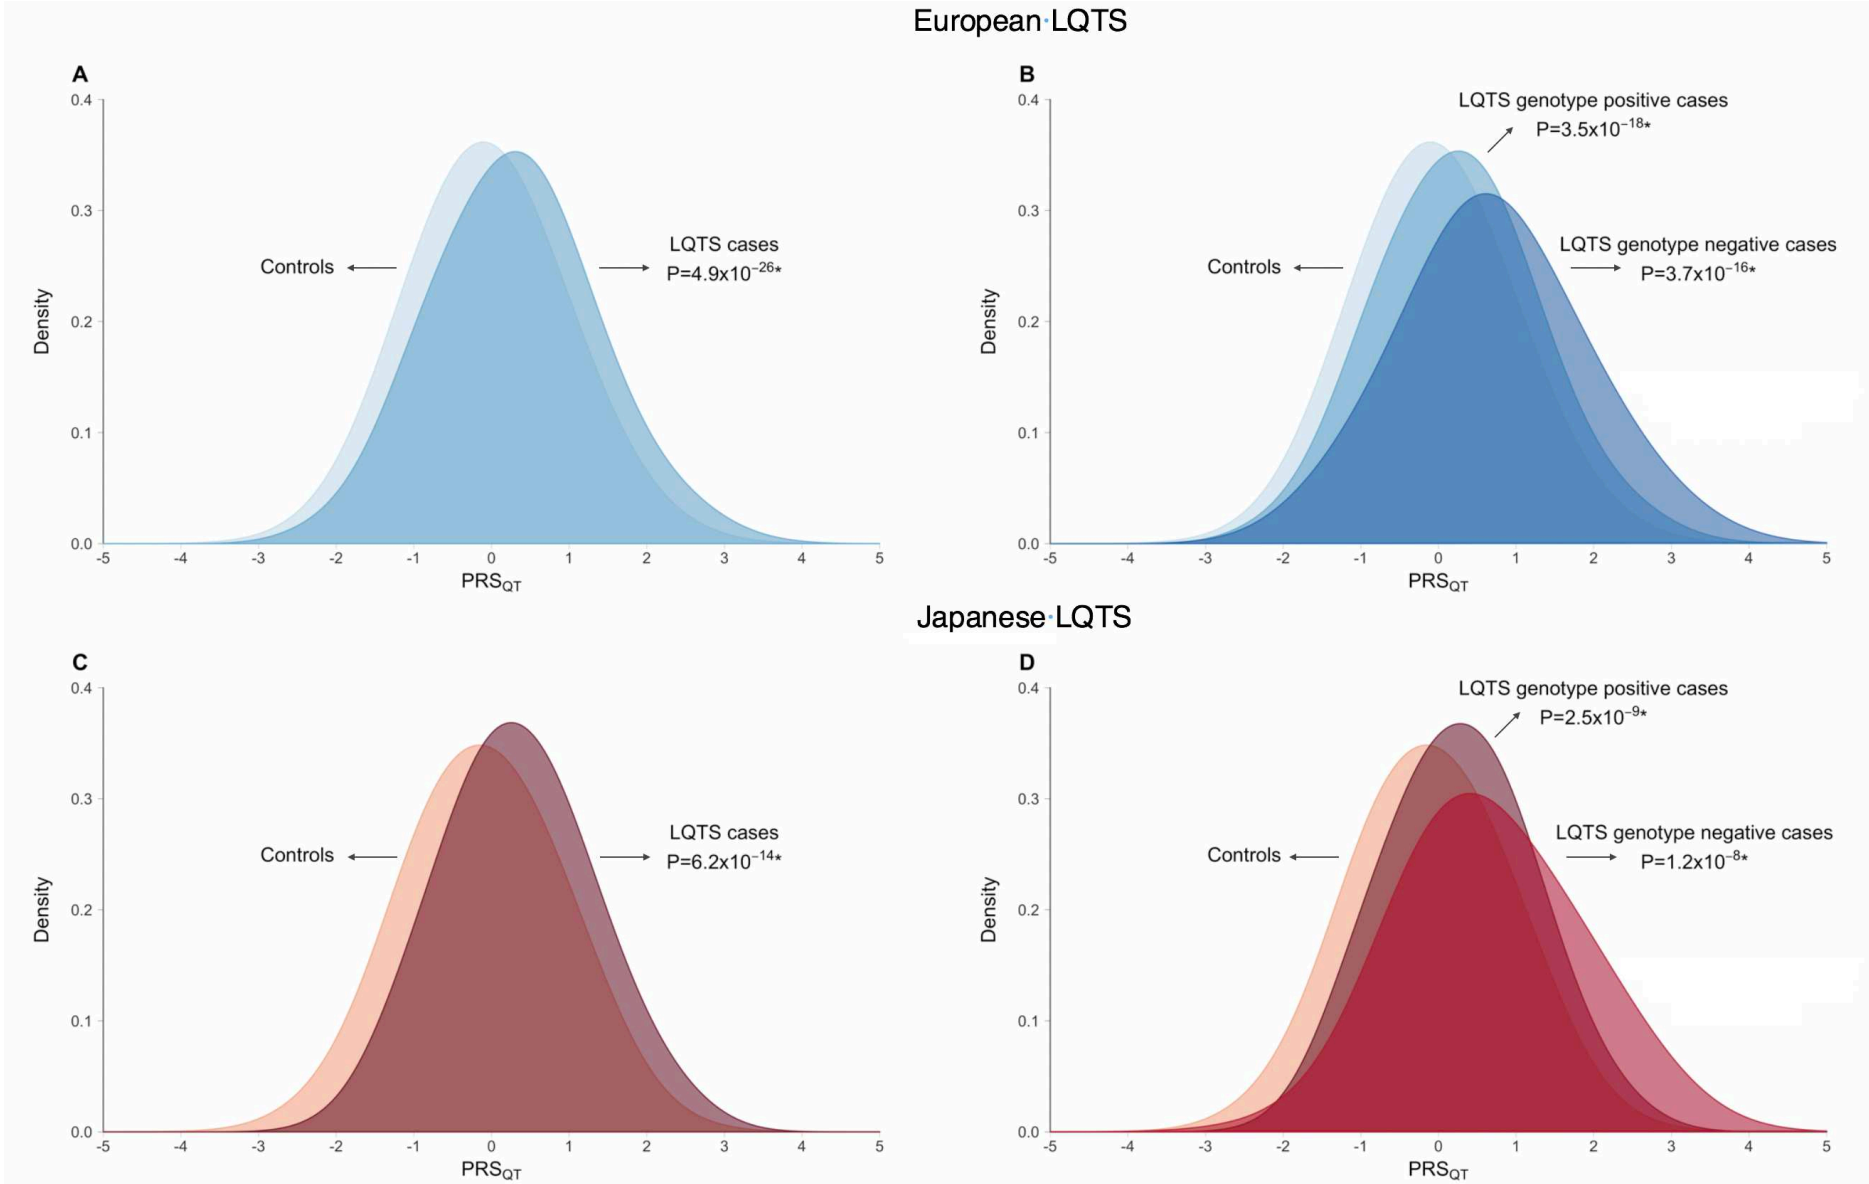 European·LQTS
A
0.4
0.3
0.2
0.1
0.0
Density
Controls
LQTS cases
P=4.9x10⁻²⁶*
-5 -4 -3 -2 -1 0 1 2 3 4 5
PRS_QT
B
0.4
0.3
0.2
0.1
0.0
Density
LQTS genotype positive cases
P=3.5x10⁻¹⁸*
Controls
LQTS genotype negative cases
P=3.7x10⁻¹⁶*
-5 -4 -3 -2 -1 0 1 2 3 4 5
PRS_QT
Japanese·LQTS
C
0.4
0.3
0.2
0.1
0.0
Density
Controls
LQTS cases
P=6.2x10⁻¹⁴*
-5 -4 -3 -2 -1 0 1 2 3 4 5
PRS_QT
D
0.4
0.3
0.2
0.1
0.0
Density
LQTS genotype positive cases
P=2.5x10⁻⁹*
Controls
LQTS genotype negative cases
P=1.2x10⁻⁸*
-5 -4 -3 -2 -1 0 1 2 3 4 5
PRS_QT